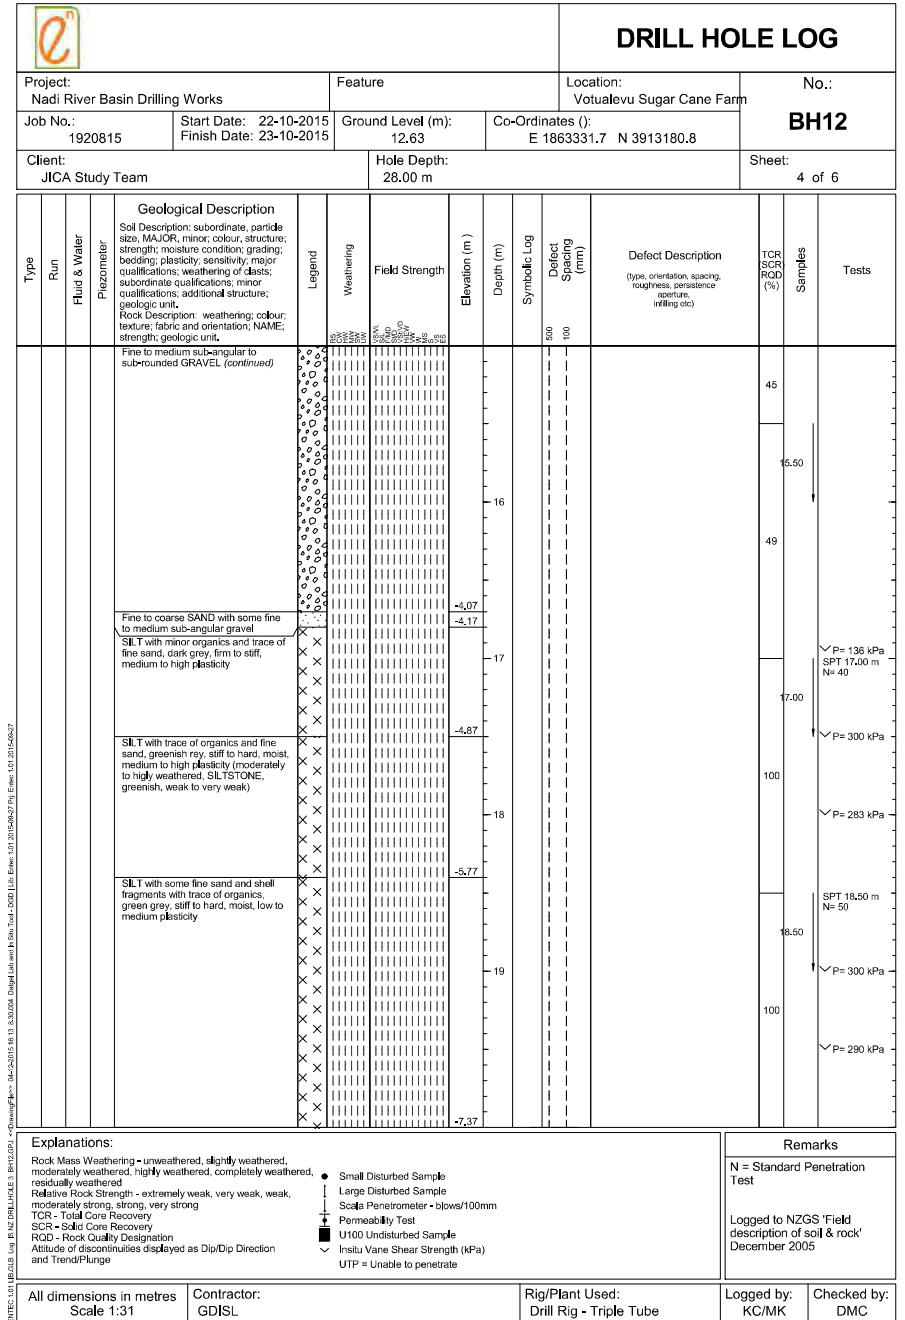 en
DRILL HOLE LOG
Project:
Nadi River Basin Drilling Works
Feature
Location:
Votualevu Sugar Cane Farm
No.:
BH12
Job No.:
1920815
Start Date: 22-10-2015
Finish Date: 23-10-2015
Ground Level (m):
12.63
Co-Ordinates ():
E 1863331.7 N 3913180.8
Client:
JICA Study Team
Hole Depth:
28.00 m
Sheet:
4 of 6
Type
Run
Fluid & Water
Piezometer
Geological Description
Soil Description: subordinate, particle
size, MAJOR, minor; colour, structure;
strength; moisture condition; grading;
bedding; plasticity; sensitivity; major
qualifications; weathering of clasts;
subordinate qualifications; minor
qualifications; additional structure;
geologic unit.
Rock Description: weathering; colour;
texture; fabric and orientation; NAME;
strength; geologic unit.
Legend
Weathering
Field Strength
Elevation (m)
Depth (m)
Symbolic Log
Defect
Spacing
(mm)
500
100
Defect Description
(type, orientation, spacing,
roughness, persistence
aperture,
infilling etc)
TCR
(SCR)
RQD
(%)
Samples
Tests
Fine to medium sub-angular to
sub-rounded GRAVEL (continued)
45
15.50
16
49
-4.07
Fine to coarse SAND with some fine
to medium sub-angular gravel
-4.17
SILT with minor organics and trace of
fine sand, dark grey, firm to stiff,
medium to high plasticity
P= 136 kPa
17
SPT 17.00 m
N= 40
17.00
-4.87
P= 300 kPa
SILT with trace of organics and fine
sand, greenish rey, stiff to hard, moist,
medium to high plasticity (moderately
to higly weathered, SILTSTONE,
greenish, weak to very weak)
100
18
P= 283 kPa
-5.77
SILT with some fine sand and shell
fragments with trace of organics,
green grey, stiff to hard, moist, low to
medium plasticity
SPT 18.50 m
N= 50
18.50
19
P= 300 kPa
100
P= 290 kPa
-7.37
Explanations:
Rock Mass Weathering - unweathered, slightly weathered,
moderately weathered, highly weathered, completely weathered,
residually weathered
Relative Rock Strength - extremely weak, very weak, weak,
moderately strong, strong, very strong
TCR - Total Core Recovery
SCR - Solid Core Recovery
RQD - Rock Quality Designation
Attitude of discontinuities displayed as Dip/Dip Direction
and Trend/Plunge
Small Disturbed Sample
Large Disturbed Sample
Scala Penetrometer - blows/100mm
Permeability Test
U100 Undisturbed Sample
Insitu Vane Shear Strength (kPa)
UTP = Unable to penetrate
Remarks
N = Standard Penetration
Test
Logged to NZGS 'Field
description of soil & rock'
December 2005
All dimensions in metres
Scale 1:31
Contractor:
GDISL
Rig/Plant Used:
Drill Rig - Triple Tube
Logged by:
KC/MK
Checked by:
DMC